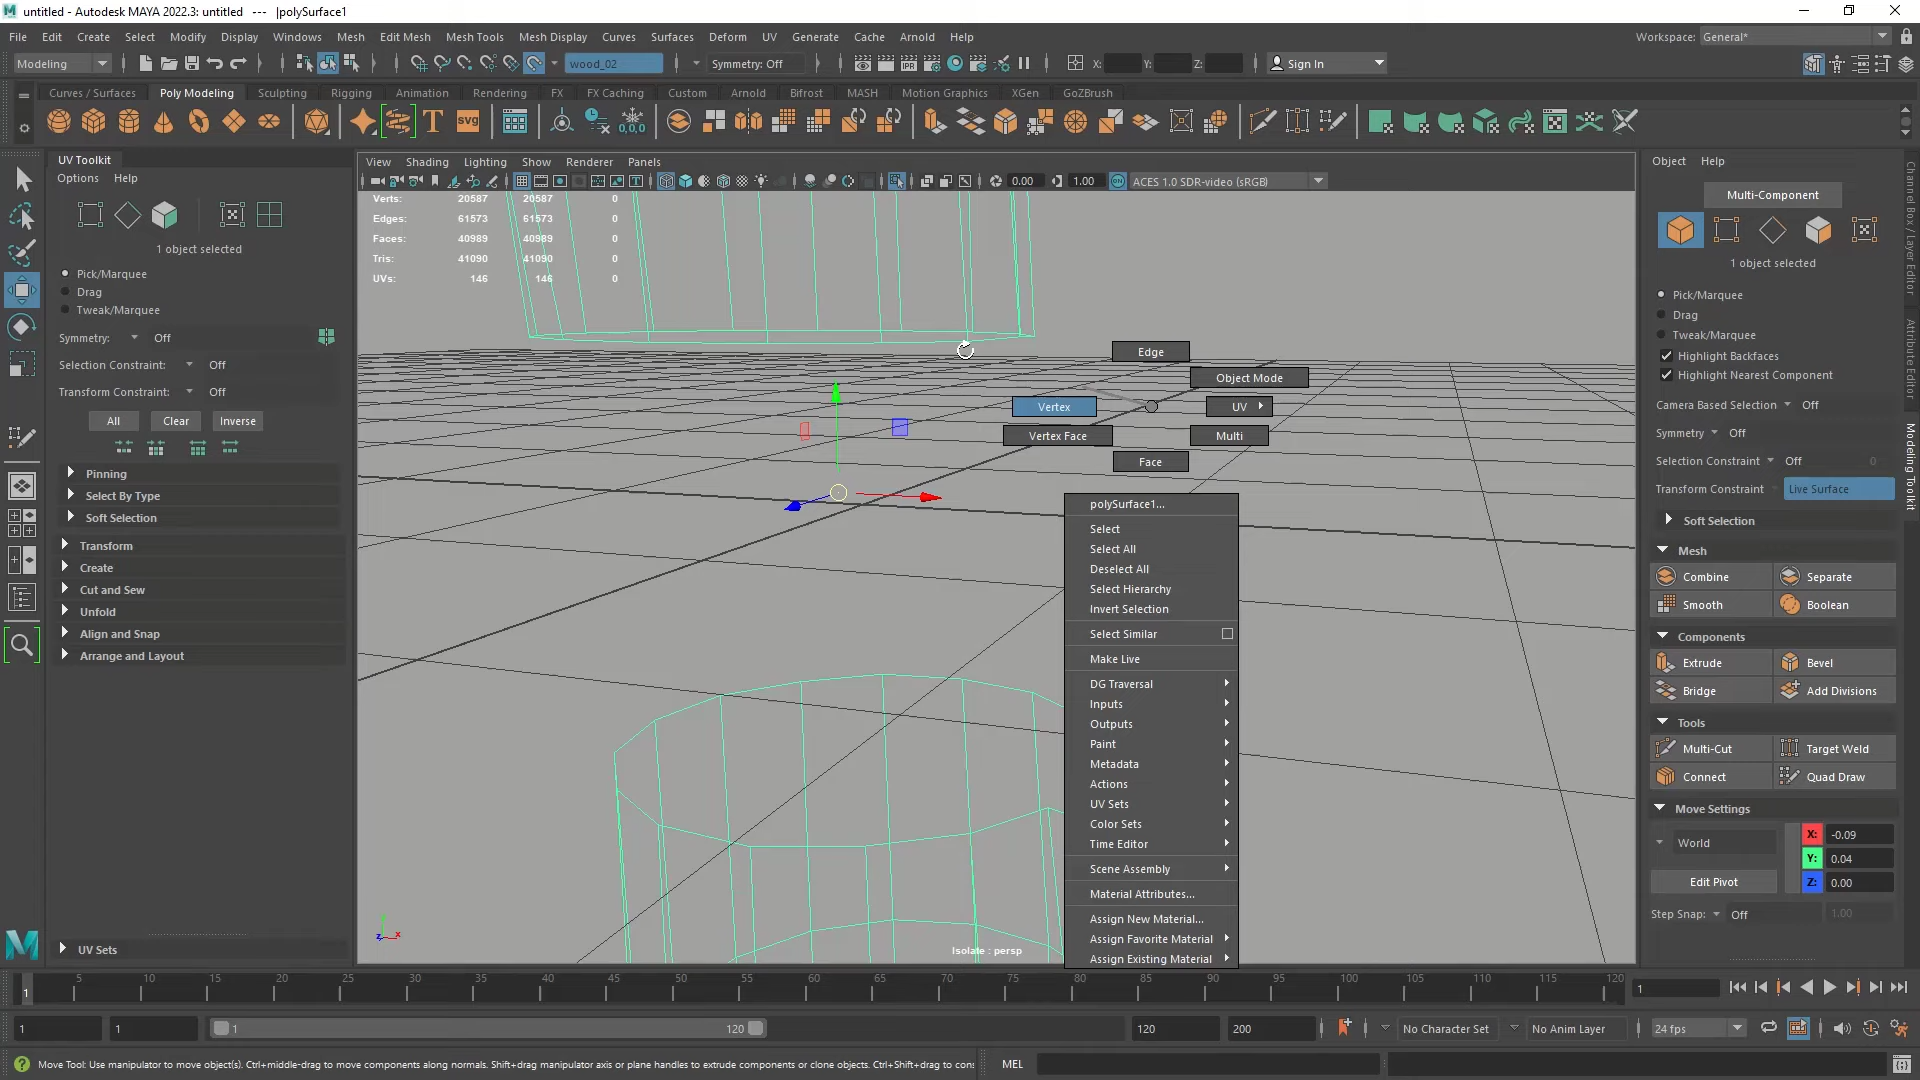 untitled - Autodesk MAYA 2022.3: untitled   ---   |polySurface1
File Edit Create Select Modify Display Windows Mesh Edit Mesh Mesh Tools Mesh Display Curves Surfaces Deform UV Generate Cache Arnold Help
Workspace: General*
Modeling wood_02 Symmetry: Off X: Y: Z: Sign In
Curves / Surfaces Poly Modeling Sculpting Rigging Animation Rendering FX FX Caching Custom Arnold Bifrost MASH Motion Graphics XGen GoZBrush
T SVG 0,0,0
UV Toolkit
Options Help
1 object selected
Pick/Marquee
Drag
Tweak/Marquee
Symmetry: Off
Selection Constraint: Off
Transform Constraint: Off
All Clear Inverse
Pinning
Select By Type
Soft Selection
Transform
Create
Cut and Sew
Unfold
Align and Snap
Arrange and Layout
UV Sets
View Shading Lighting Show Renderer Panels
0.00 1.00 ACES 1.0 SDR-video (sRGB)
Verts: 20587 20587 0
Edges: 61573 61573 0
Faces: 40989 40989 0
Tris: 41090 41090 0
UVs: 146 146 0
Edge
Object Mode
Vertex UV
Vertex Face Multi
Face
polySurface1...
Select
Select All
Deselect All
Select Hierarchy
Invert Selection
Select Similar
Make Live
DG Traversal
Inputs
Outputs
Paint
Metadata
Actions
UV Sets
Color Sets
Time Editor
Scene Assembly
Material Attributes...
Assign New Material...
Assign Favorite Material
Assign Existing Material
Isolate : persp
z x
Object Help
Multi-Component
1 object selected
Pick/Marquee
Drag
Tweak/Marquee
Highlight Backfaces
Highlight Nearest Component
Camera Based Selection Off
Symmetry Off
Selection Constraint Off 0
Transform Constraint Live Surface
Soft Selection
Mesh
Combine Separate
Smooth Boolean
Components
Extrude Bevel
Bridge Add Divisions
Tools
Multi-Cut Target Weld
Connect Quad Draw
Move Settings
World X: -0.09
Y: 0.04
Edit Pivot Z: 0.00
Step Snap: Off 1.00
Channel Box / Layer Editor
Attribute Editor
Modeling Toolkit
1 5 10 15 20 25 30 35 40 45 50 55 60 65 70 75 80 85 90 95 100 105 110 115 120 1
1 1 1 120 120 200 No Character Set No Anim Layer 24 fps
Move Tool: Use manipulator to move object(s). Ctrl+middle-drag to move components along normals. Shift+drag manipulator axis or plane handles to extrude components or clone objects. Ctrl+Shift+drag to con
MEL